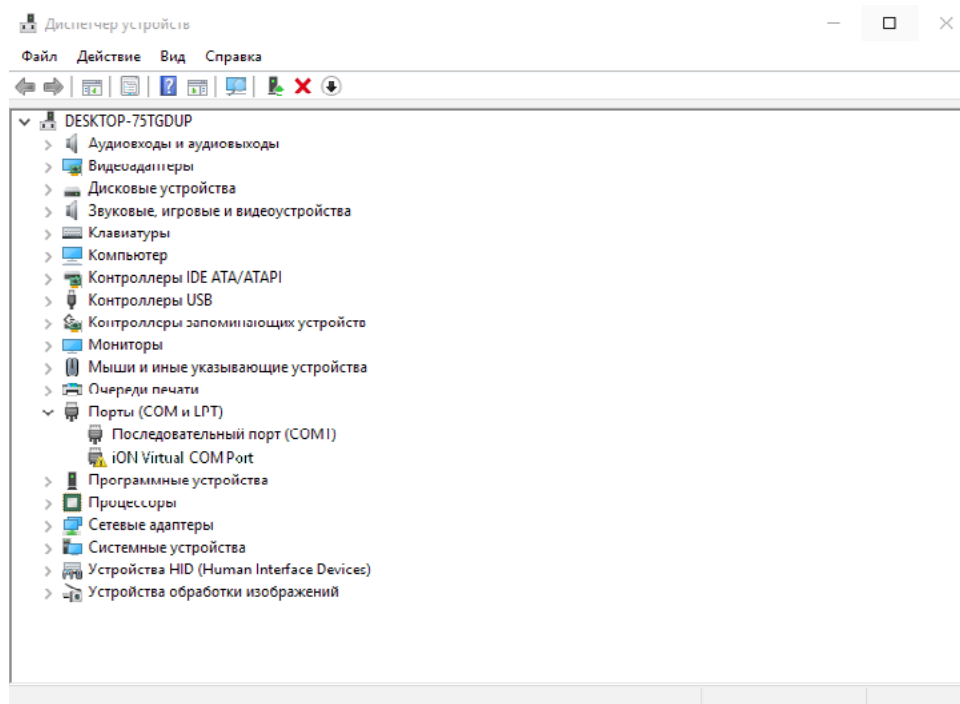 Диспетчер устройств
Файл Действие Вид Справка
DESKTOP-75TGDUP
Аудиовходы и аудиовыходы
Видеоадаптеры
Дисковые устройства
Звуковые, игровые и видеоустройства
Клавиатуры
Компьютер
Контроллеры IDE ATA/ATAPI
Контроллеры USB
Контроллеры запоминающих устройств
Мониторы
Мыши и иные указывающие устройства
Очереди печати
Порты (COM и LPT)
Последовательный порт (COM1)
iON Virtual COM Port
Программные устройства
Процессоры
Сетевые адаптеры
Системные устройства
Устройства HID (Human Interface Devices)
Устройства обработки изображений